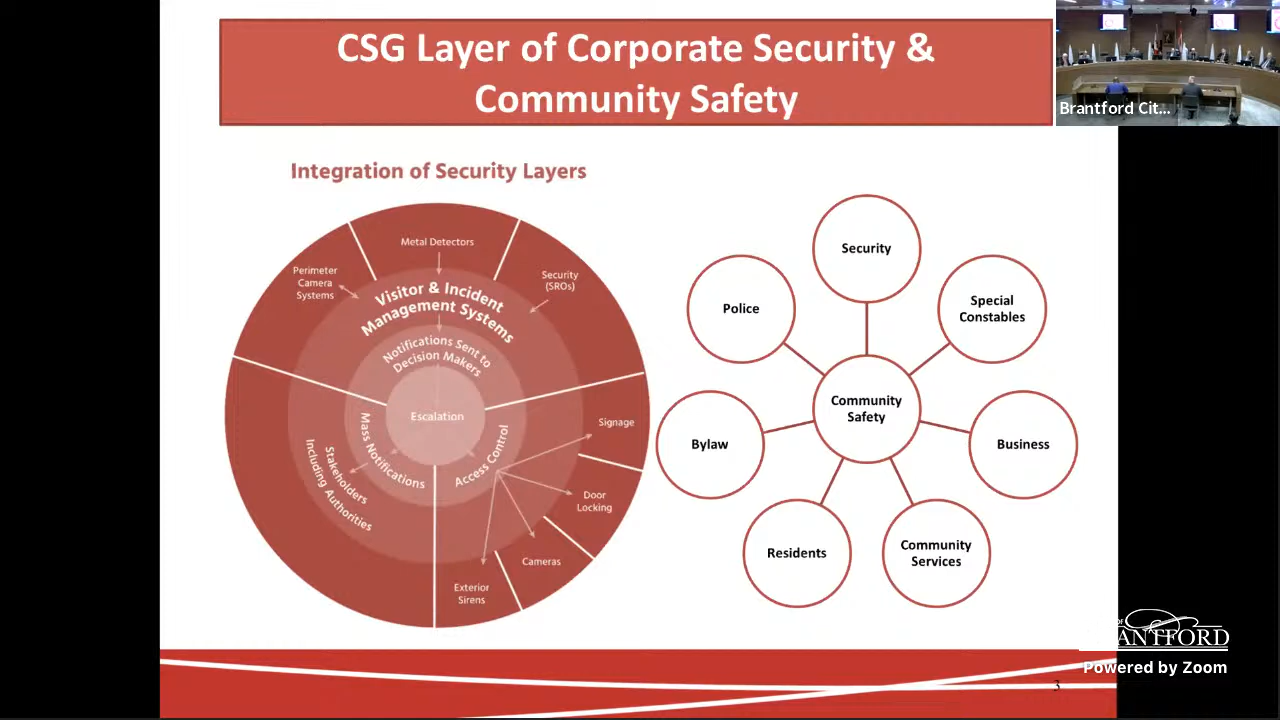 CSG Layer of Corporate Security &
Community Safety
Brantford Cit...
Integration of Security Layers
Metal Detectors
Perimeter
Camera
Systems
Security
(SROs)
Visitor & Incident
Management Systems
Notifications Sent to
Decision Makers
Escalation
Mass Notifications
Stakeholders
Including Authorities
Access Control
Signage
Door
Locking
Cameras
Exterior
Sirens
Security
Police
Special
Constables
Community
Safety
Bylaw
Business
Residents
Community
Services
OF
ANTFORD
Powered by Zoom
3